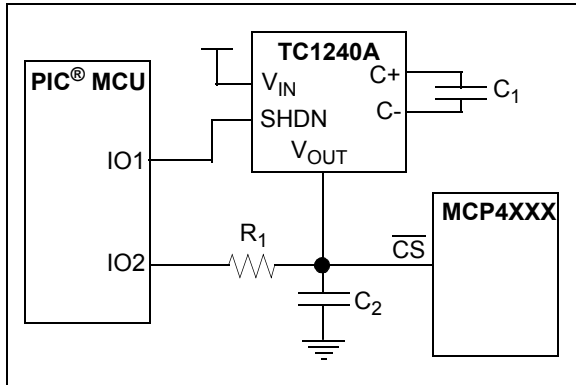 PIC® MCU
IO1
IO2
TC1240A
VIN
SHDN
VOUT
C+
C-
C1
R1
C2
CS
MCP4XXX